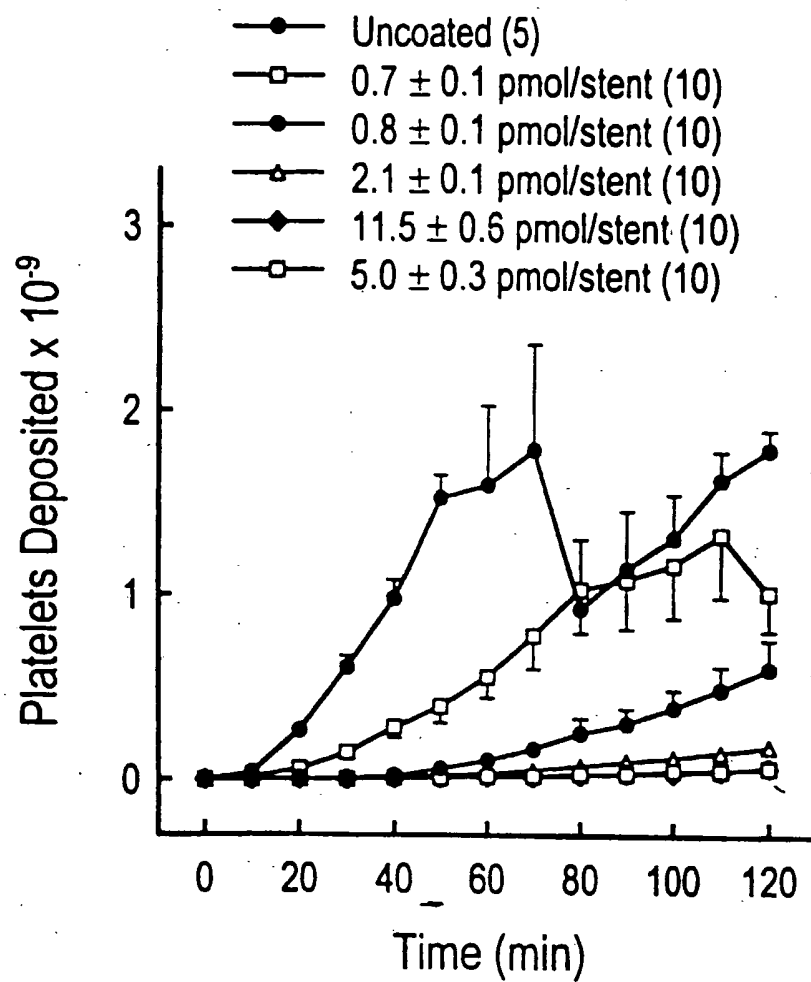 Uncoated (5)
0.7 ± 0.1 pmol/stent (10)
0.8 ± 0.1 pmol/stent (10)
2.1 ± 0.1 pmol/stent (10)
11.5 ± 0.6 pmol/stent (10)
5.0 ± 0.3 pmol/stent (10)
Platelets Deposited x 10⁻⁹
3
2
1
0
0 20 40 60 80 100 120
Time (min)